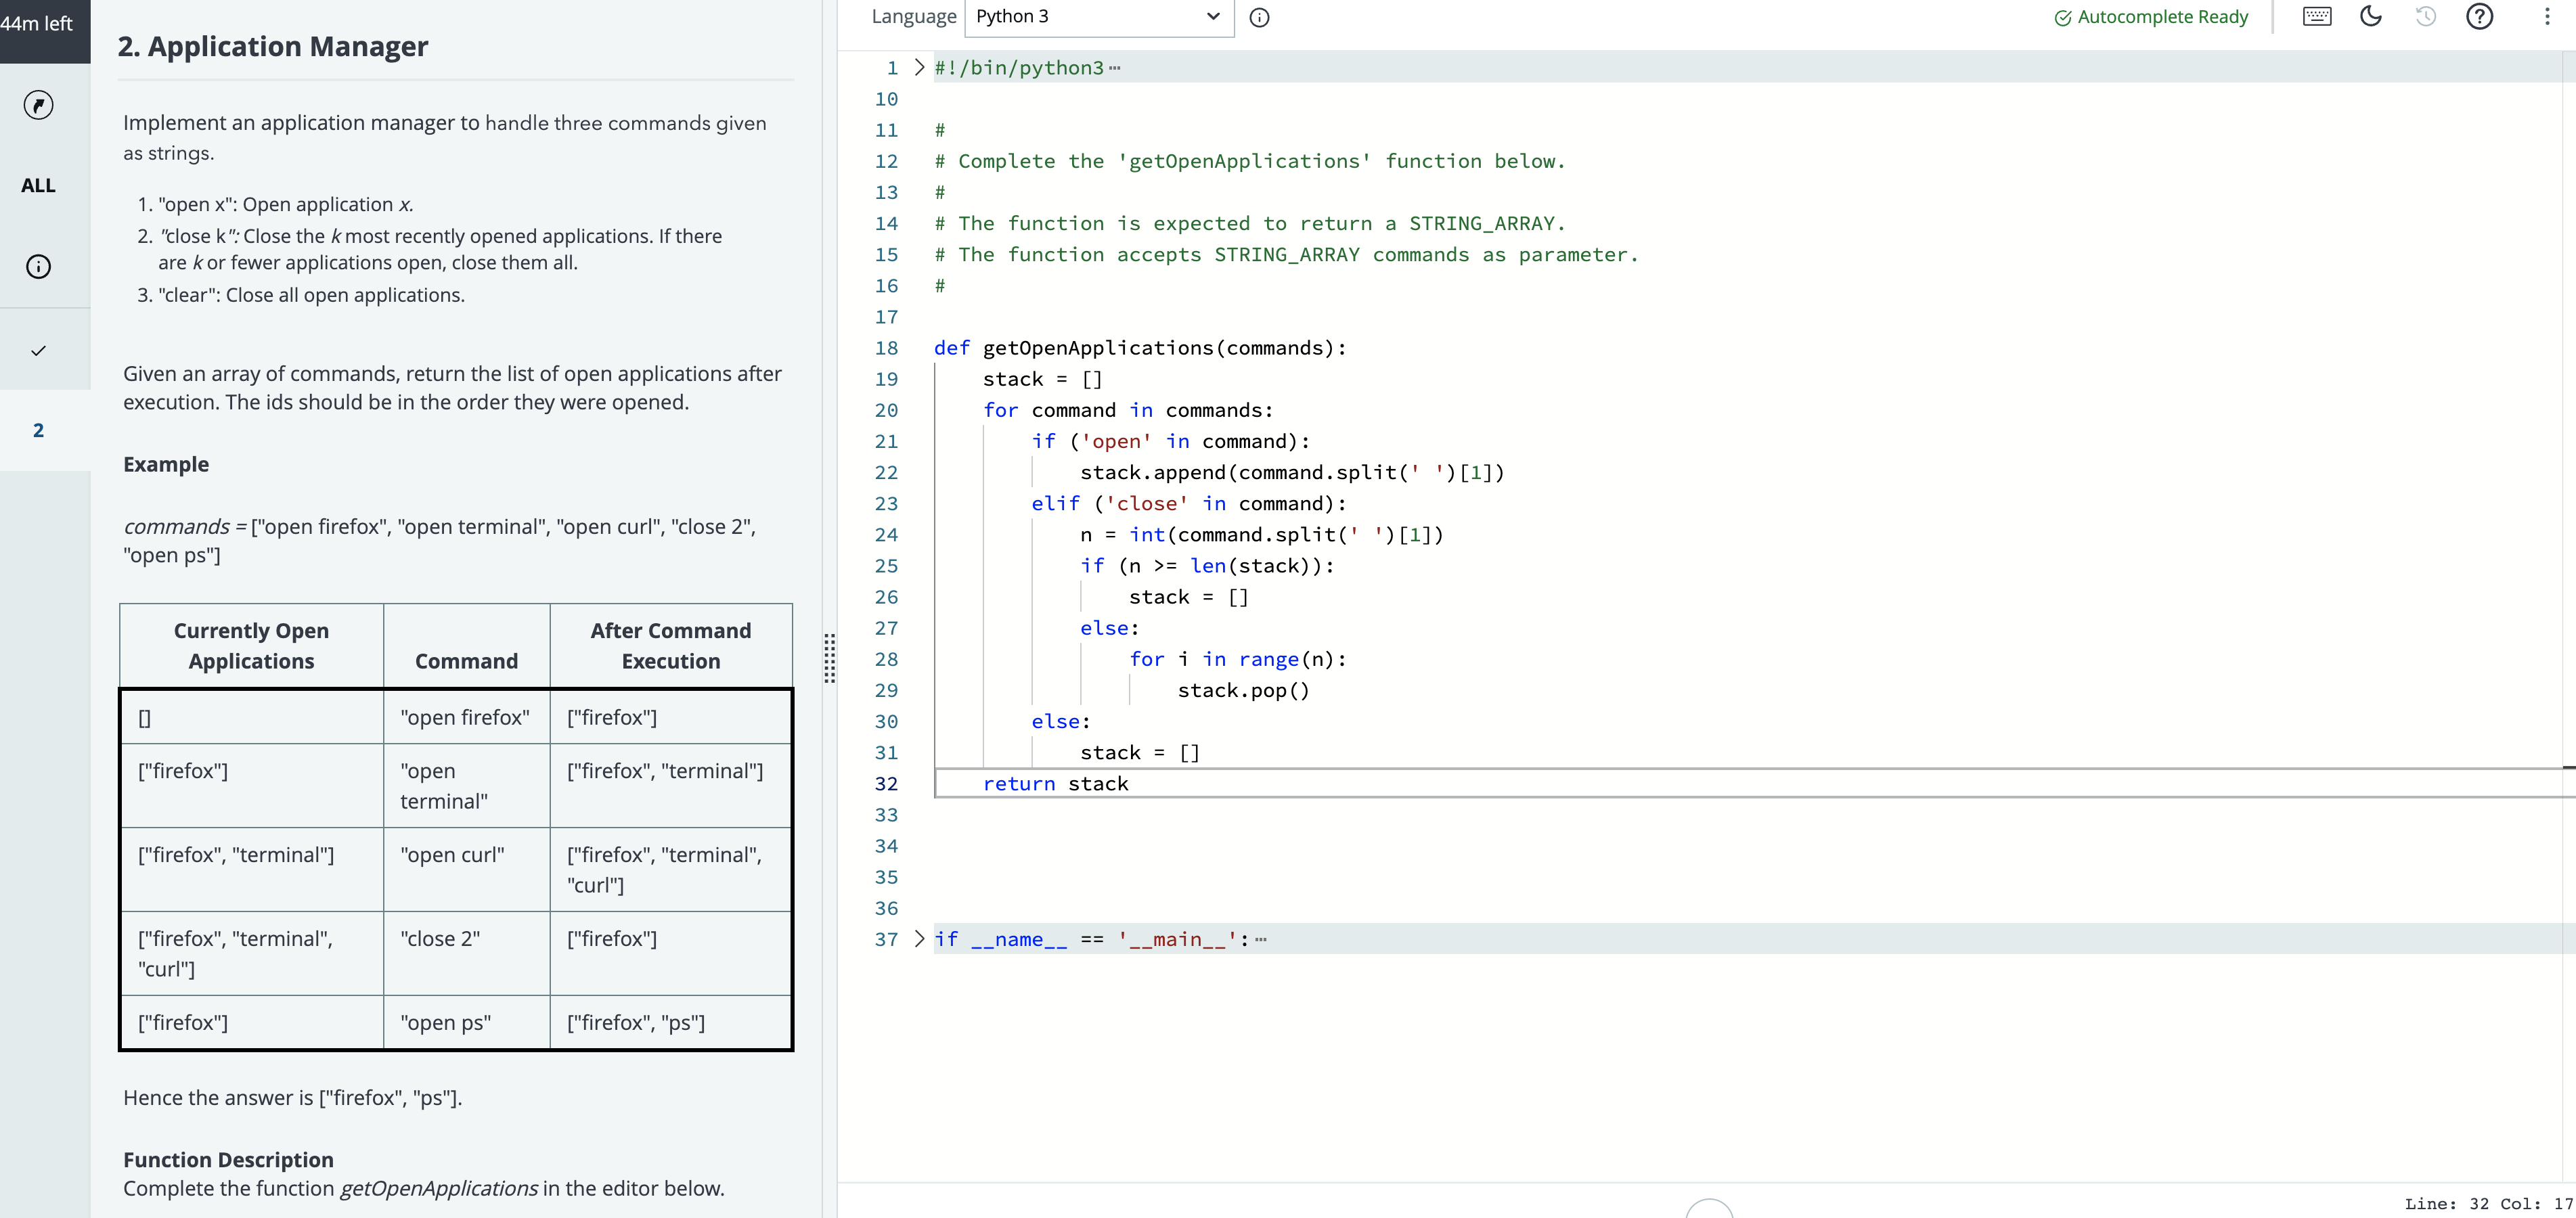 44m left
ALL
2
2. Application Manager
Implement an application manager to handle three commands given
as strings.
1. "open x": Open application x.
2. "close k": Close the k most recently opened applications. If there
are k or fewer applications open, close them all.
3. "clear": Close all open applications.
Given an array of commands, return the list of open applications after
execution. The ids should be in the order they were opened.
Example
commands = ["open firefox", "open terminal", "open curl", "close 2",
"open ps"]
Currently Open
Applications
Command
After Command
Execution
[]
"open firefox"
["firefox"]
["firefox"]
"open
terminal"
["firefox", "terminal"]
["firefox", "terminal"]
"open curl"
["firefox", "terminal",
"curl"]
["firefox", "terminal",
"curl"]
"close 2"
["firefox"]
["firefox"]
"open ps"
["firefox", "ps"]
Hence the answer is ["firefox", "ps"].
Function Description
Complete the function getOpenApplications in the editor below.
Language Python 3
Autocomplete Ready
1 #!/bin/python3 ⋯
10
11 #
12 # Complete the 'getOpenApplications' function below.
13 #
14 # The function is expected to return a STRING_ARRAY.
15 # The function accepts STRING_ARRAY commands as parameter.
16 #
17
18 def getOpenApplications(commands):
19     stack = []
20     for command in commands:
21         if ('open' in command):
22             stack.append(command.split(' ')[1])
23         elif ('close' in command):
24             n = int(command.split(' ')[1])
25             if (n >= len(stack)):
26                 stack = []
27             else:
28                 for i in range(n):
29                     stack.pop()
30         else:
31             stack = []
32     return stack
33
34
35
36
37 if __name__ == '__main__': ⋯
Line: 32 Col: 17